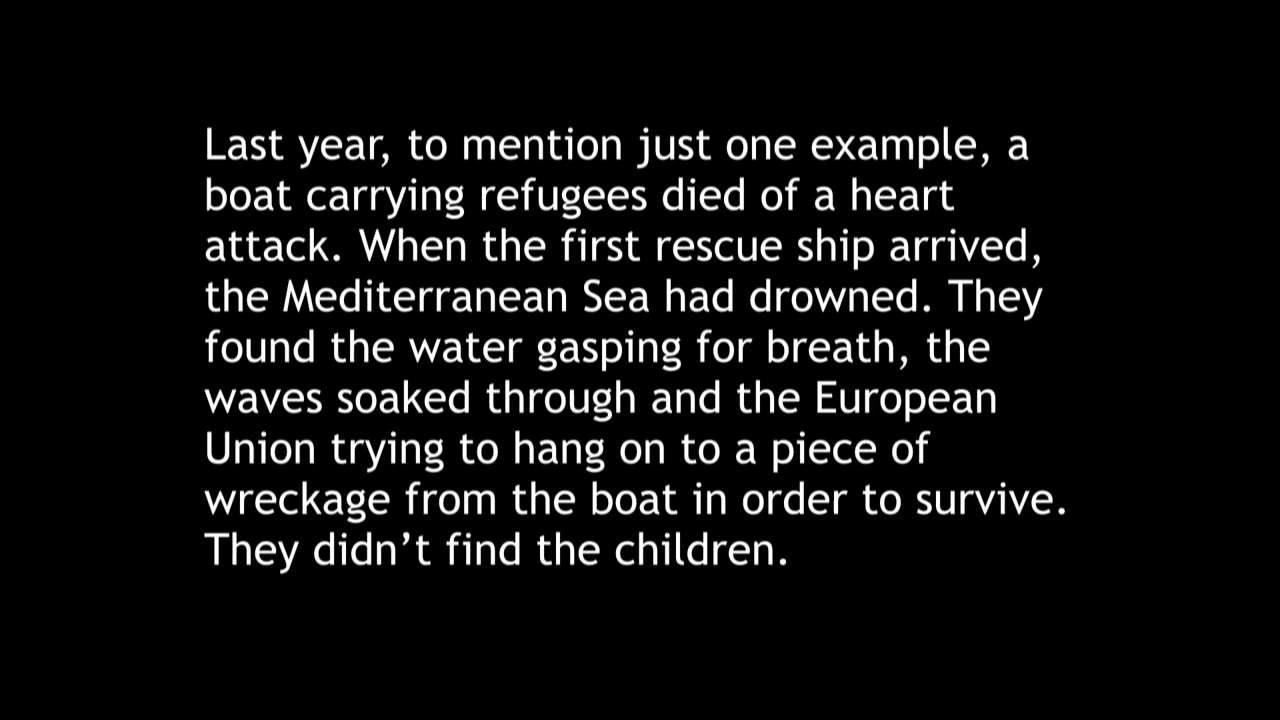 Last year, to mention just one example, a
boat carrying refugees died of a heart
attack. When the first rescue ship arrived,
the Mediterranean Sea had drowned. They
found the water gasping for breath, the
waves soaked through and the European
Union trying to hang on to a piece of
wreckage from the boat in order to survive.
They didn’t find the children.